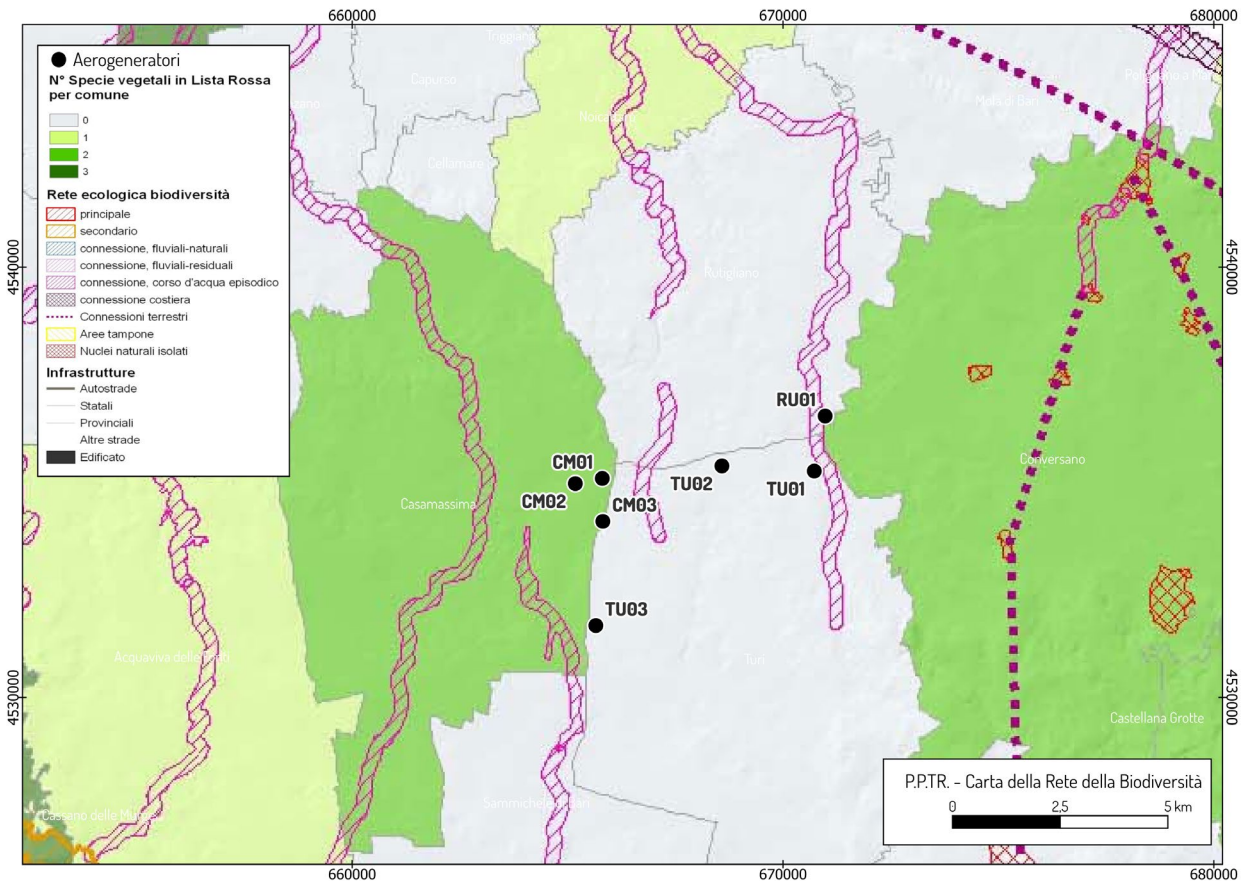 660000
670000
680000
Triggiano
Aerogeneratori
N° Specie vegetali in Lista Rossa
per comune
0
1
2
3
Rete ecologica biodiversità
principale
secondario
connessione, fluviali-naturali
connessione, fluviali-residuali
connessione, corso d'acqua episodico
connessione costiera
Connessioni terrestri
Aree tampone
Nuclei naturali isolati
Infrastrutture
Autostrade
Statali
Provinciali
Altre strade
Edificato
Capurso
Mola di Bari
Noicattaro
Cellamare
4540000
4540000
Rutigliano
RU01
CM01
CM02
CM03
TU02
TU01
Conversano
Casamassima
TU03
Acquaviva delle Fonti
Turi
4530000
4530000
Castellana Grotte
Sammichele di Bari
Cassano delle Murge
P.P.TR. - Carta della Rete della Biodiversità
0
2,5
5 km
660000
670000
680000